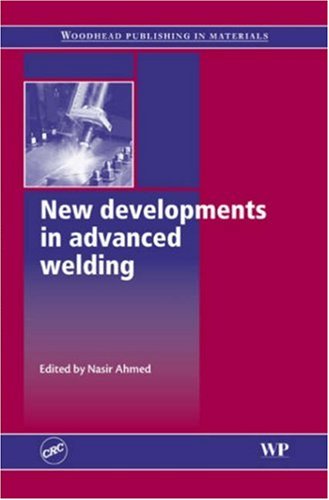 WOODHEAD PUBLISHING IN MATERIALS
New developments
in advanced
welding
Edited by Nasir Ahmed
CRC
WP